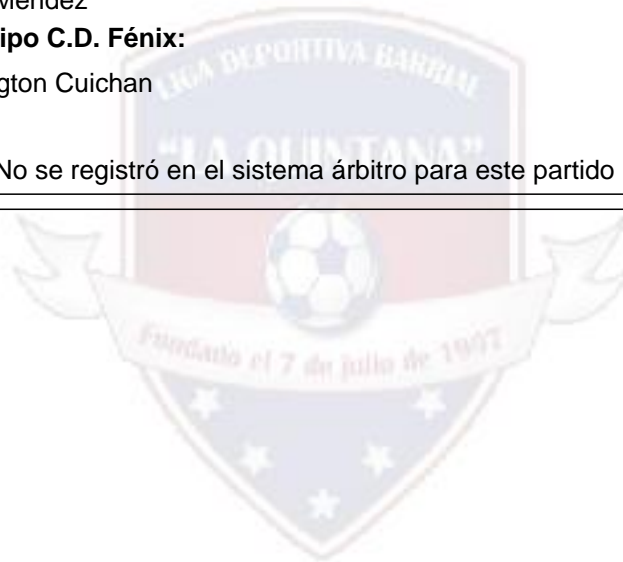 Méndez
ipo C.D. Fénix:
gton Cuichan
LIGA DEPORTIVA BARRIAL
"LA QUINTANA"
No se registró en el sistema árbitro para este partido
Fundado el 7 de julio de